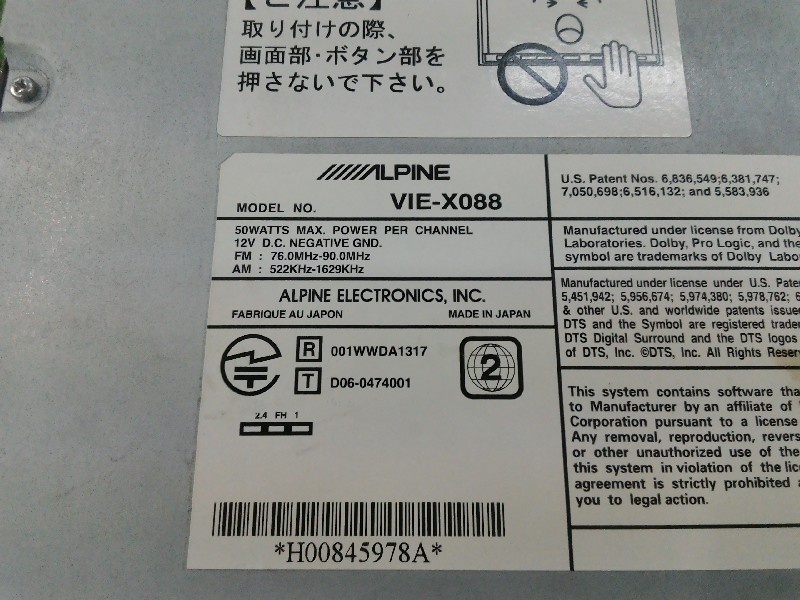 【ご注意】
取り付けの際、
画面部・ボタン部を
押さないで下さい。
ALPINE
MODEL NO. VIE-X088
50WATTS MAX. POWER PER CHANNEL
12V D.C. NEGATIVE GND.
FM : 76.0MHz-90.0MHz
AM : 522KHz-1629KHz
ALPINE ELECTRONICS, INC.
FABRIQUE AU JAPON MADE IN JAPAN
R 001WWDA1317
T D06-0474001
2
2.4 FH 1
*H00845978A*
U.S. Patent Nos. 6,836,549;6,381,747;
7,050,698;6,516,132; and 5,583,936
Manufactured under license from Dolby
Laboratories. Dolby, Pro Logic, and the
symbol are trademarks of Dolby Labo
Manufactured under license under U.S. Pate
5,451,942; 5,956,674; 5,974,380; 5,978,762; 6
& other U.S. and worldwide patents issued
DTS and the Symbol are registered tradem
DTS Digital Surround and the DTS logos
of DTS, Inc. ©DTS, Inc. All Rights Reser
This system contains software tha
to Manufacturer by an affiliate of
Corporation pursuant to a license
Any removal, reproduction, revers
or other unauthorized use of the
this system in violation of the lice
agreement is strictly prohibited
you to legal action.